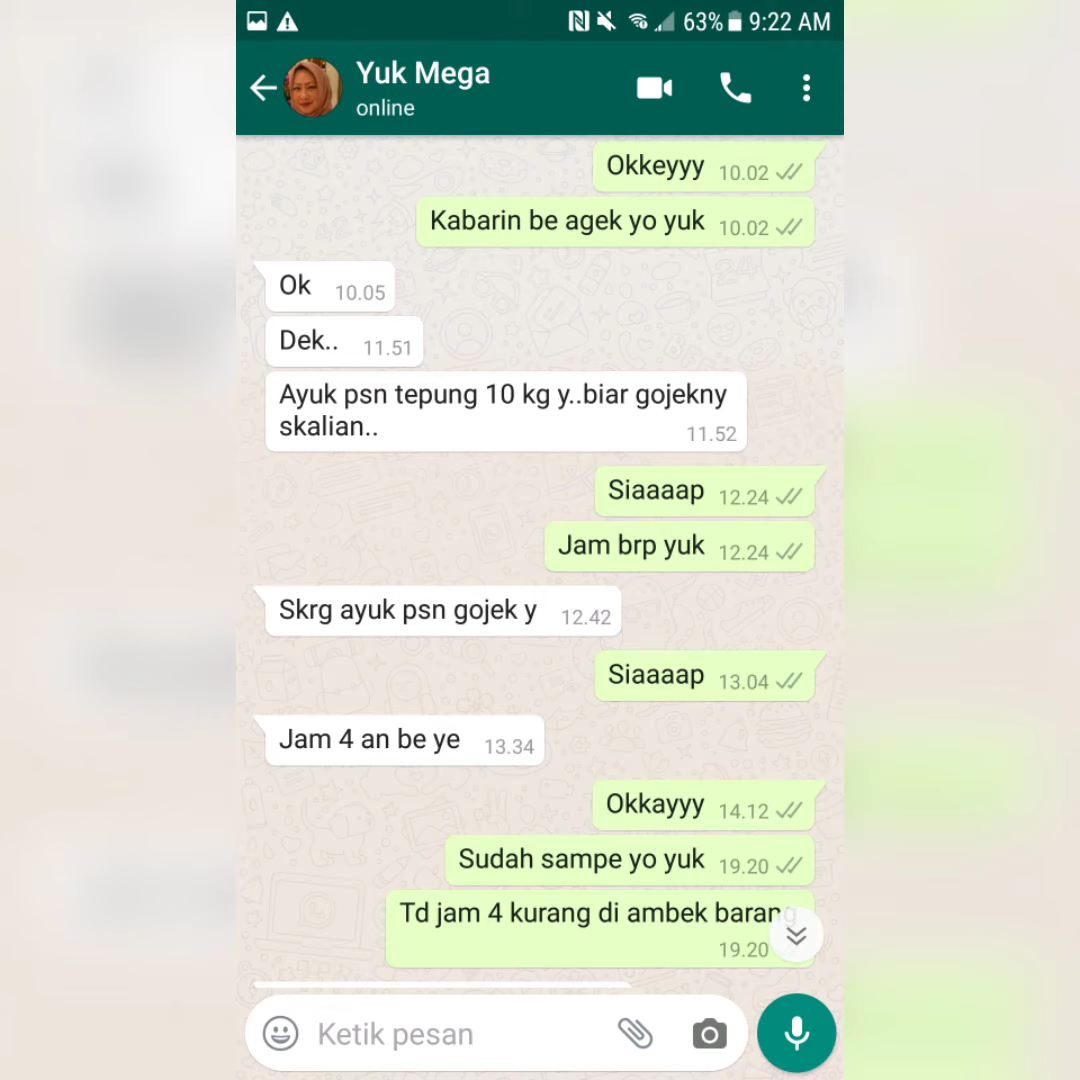 63% 9:22 AM
Yuk Mega
online
Okkeyyy 10.02
Kabarin be agek yo yuk 10.02
Ok 10.05
Dek.. 11.51
Ayuk psn tepung 10 kg y..biar gojekny
skalian.. 11.52
Siaaaap 12.24
Jam brp yuk 12.24
Skrg ayuk psn gojek y 12.42
Siaaaap 13.04
Jam 4 an be ye 13.34
Okkayyy 14.12
Sudah sampe yo yuk 19.20
Td jam 4 kurang di ambek barang
19.20
Ketik pesan